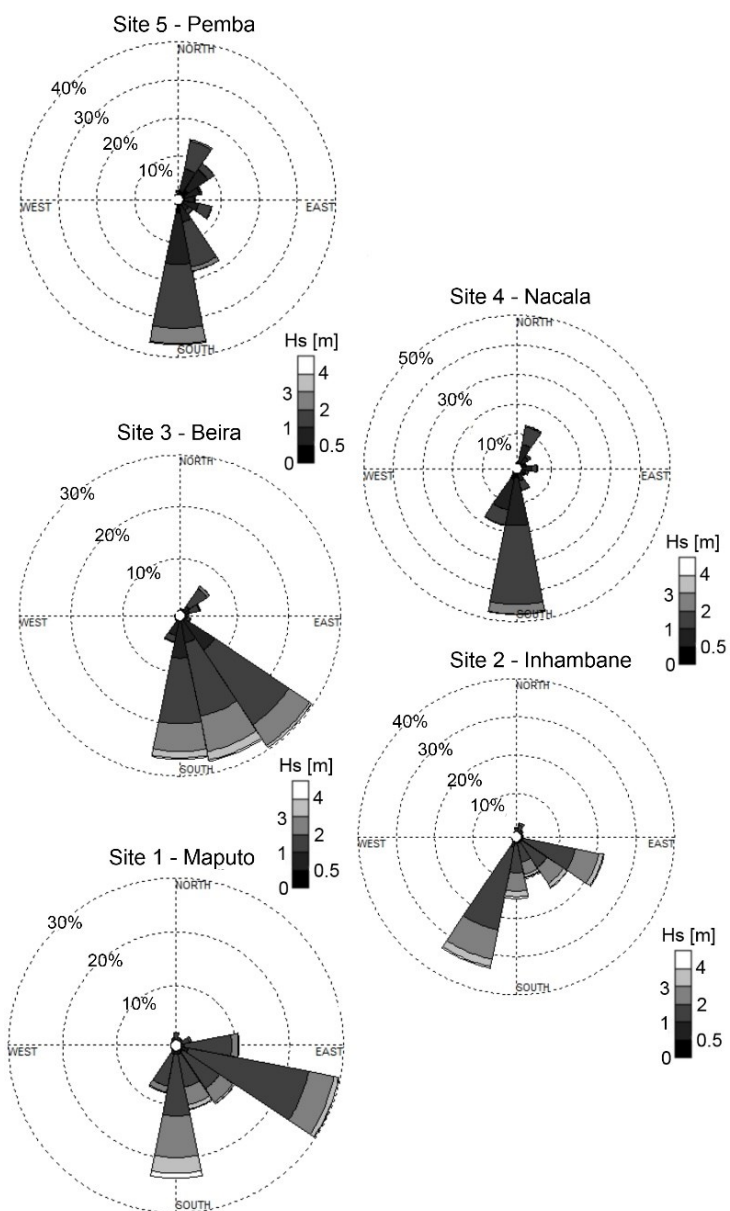 Site 5 - Pemba
NORTH
40%
30%
20%
10%
WEST
EAST
SOUTH
Hs [m]
4
3
2
1
0.5
0
Site 4 - Nacala
NORTH
50%
30%
10%
WEST
EAST
SOUTH
Hs [m]
4
3
2
1
0.5
0
Site 3 - Beira
NORTH
30%
20%
10%
WEST
EAST
SOUTH
Hs [m]
4
3
2
1
0.5
0
Site 2 - Inhambane
NORTH
40%
30%
20%
10%
WEST
EAST
SOUTH
Hs [m]
4
3
2
1
0.5
0
Site 1 - Maputo
NORTH
30%
20%
10%
WEST
EAST
SOUTH